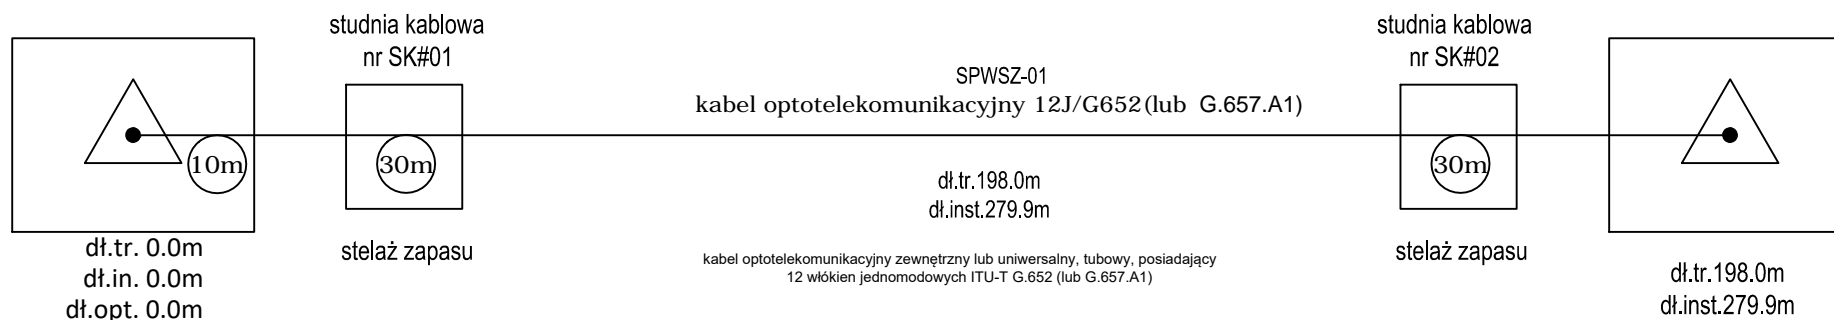 studnia kablowa
nr SK#01
studnia kablowa
nr SK#02
SPWSZ-01
kabel optotelekomunikacyjny 12J/G652(lub G.657.A1)
10m
30m
30m
dł.tr.198.0m
dł.inst.279.9m
stelaż zapasu
stelaż zapasu
kabel optotelekomunikacyjny zewnętrzny lub uniwersalny, tubowy, posiadający
12 włókien jednomodowych ITU-T G.652 (lub G.657.A1)
dł.tr. 0.0m
dł.in. 0.0m
dł.opt. 0.0m
dł.tr.198.0m
dł.inst.279.9m